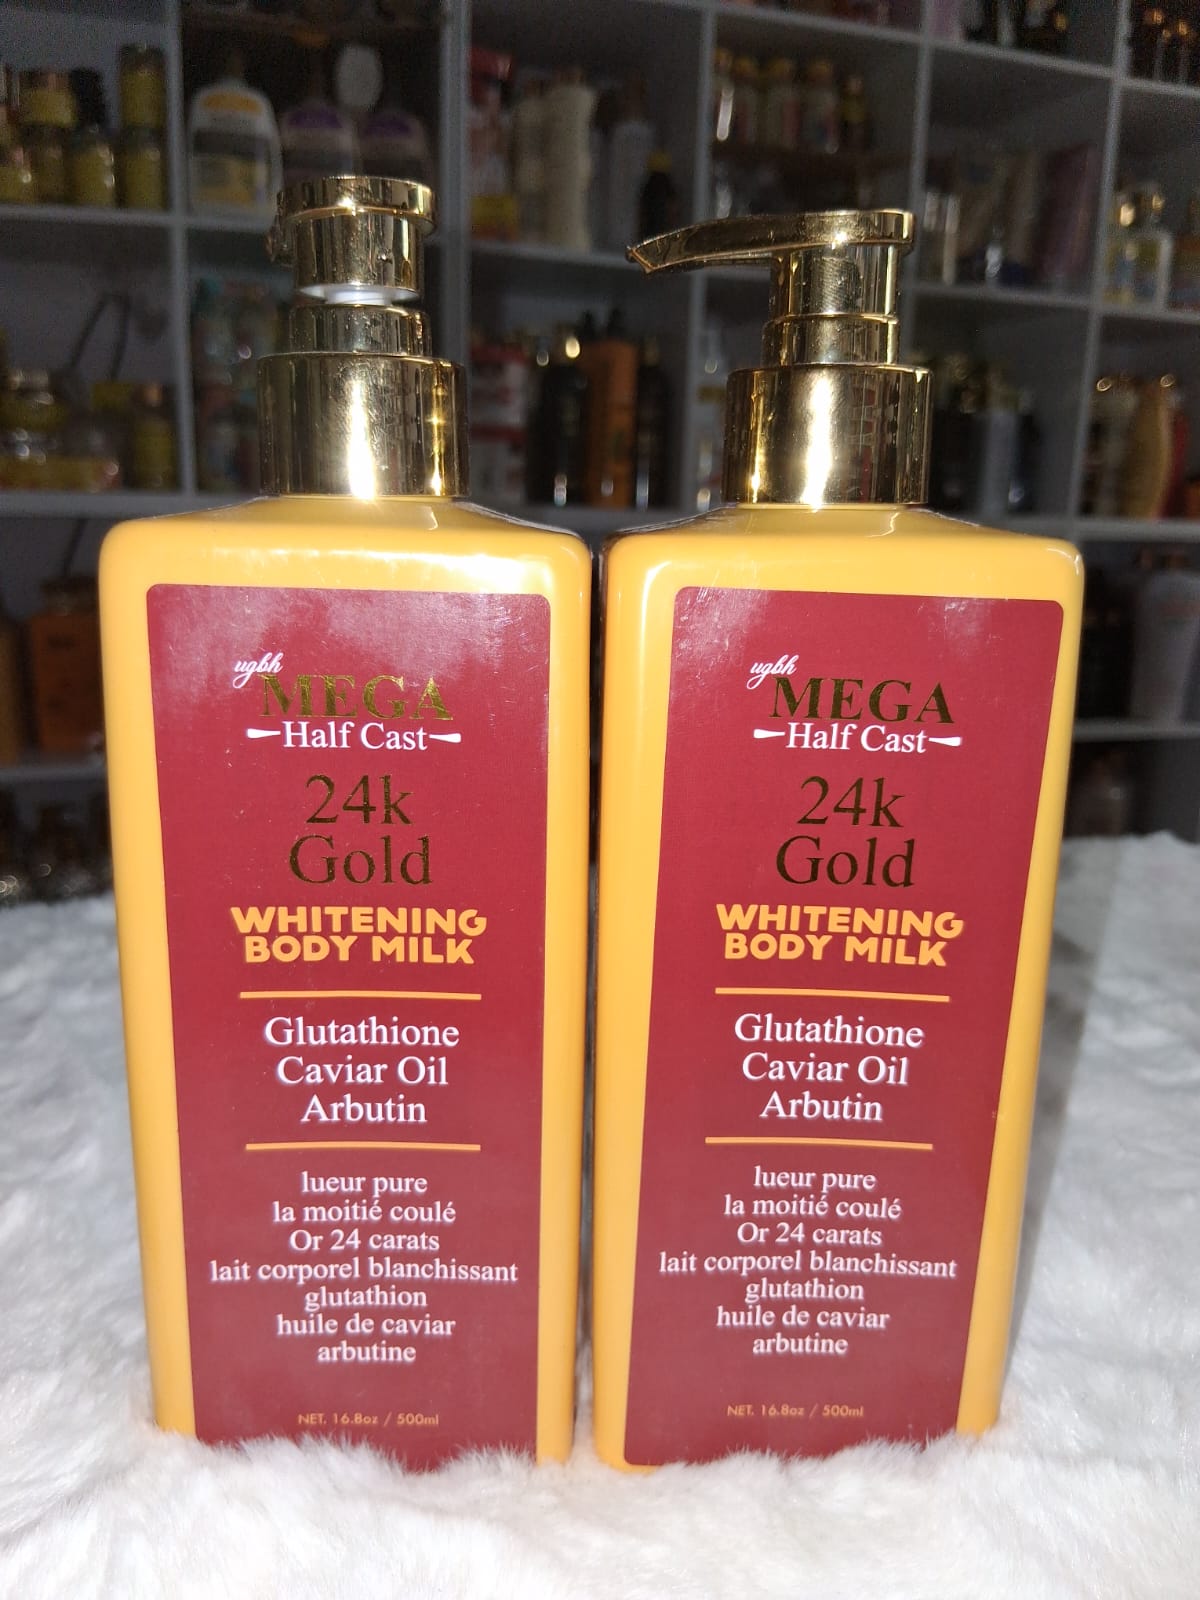 ugbh
MEGA
Half Cast
24k
Gold
WHITENING
BODY MILK
Glutathione
Caviar Oil
Arbutin
lueur pure
la moitié coulé
Or 24 carats
lait corporel blanchissant
glutathion
huile de caviar
arbutine
NET. 16.8oz / 500ml
ugbh
MEGA
Half Cast
24k
Gold
WHITENING
BODY MILK
Glutathione
Caviar Oil
Arbutin
lueur pure
la moitié coulé
Or 24 carats
lait corporel blanchissant
glutathion
huile de caviar
arbutine
NET. 16.8oz / 500ml